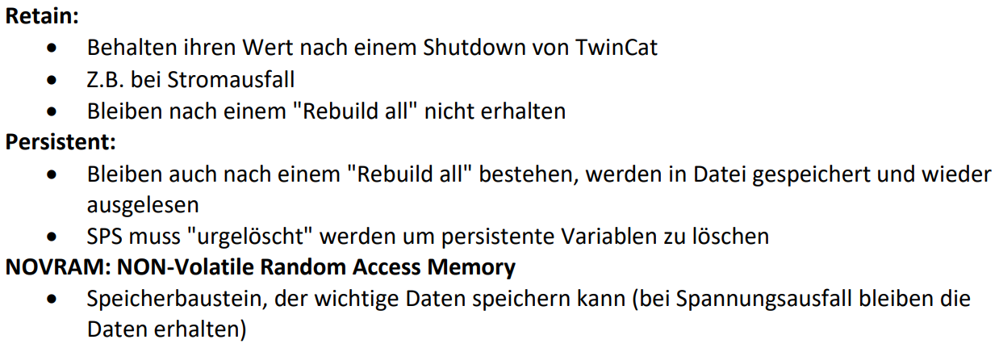 Retain:
• Behalten ihren Wert nach einem Shutdown von TwinCat
• Z.B. bei Stromausfall
• Bleiben nach einem "Rebuild all" nicht erhalten
Persistent:
• Bleiben auch nach einem "Rebuild all" bestehen, werden in Datei gespeichert und wieder
ausgelesen
• SPS muss "urgelöscht" werden um persistente Variablen zu löschen
NOVRAM: NON-Volatile Random Access Memory
• Speicherbaustein, der wichtige Daten speichern kann (bei Spannungsausfall bleiben die
Daten erhalten)